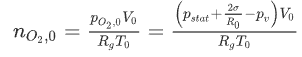 n_{O_2},0 = \frac{p_{O_2,0} V_0}{R_g T_0} = \frac{\left(p_{stat} + \frac{2\sigma}{R_0} - p_v\right) V_0}{R_g T_0}